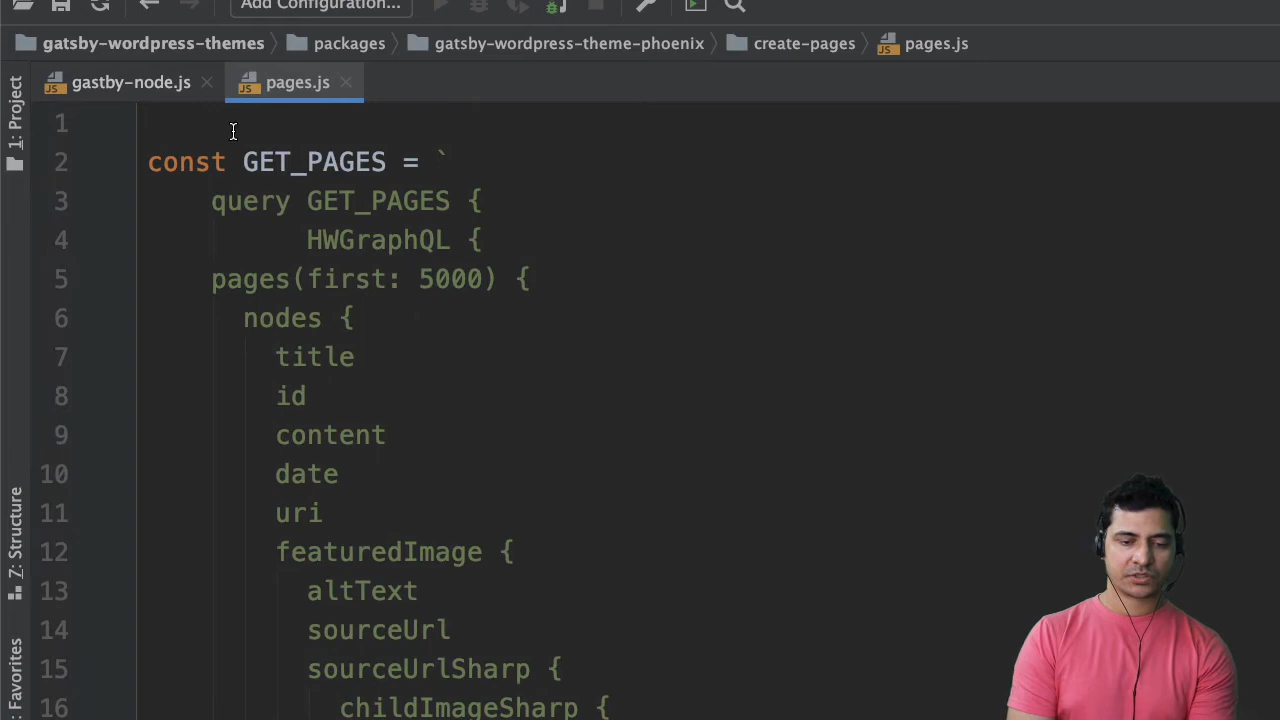 Add Configuration...
gatsby-wordpress-themes packages gatsby-wordpress-theme-phoenix create-pages pages.js
gastby-node.js pages.js
1: Project
7: Structure
: Favorites
1
2 const GET_PAGES = `
3 query GET_PAGES {
4 HWGraphQL {
5 pages(first: 5000) {
6 nodes {
7 title
8 id
9 content
10 date
11 uri
12 featuredImage {
13 altText
14 sourceUrl
15 sourceUrlSharp {
16 childImageSharp {